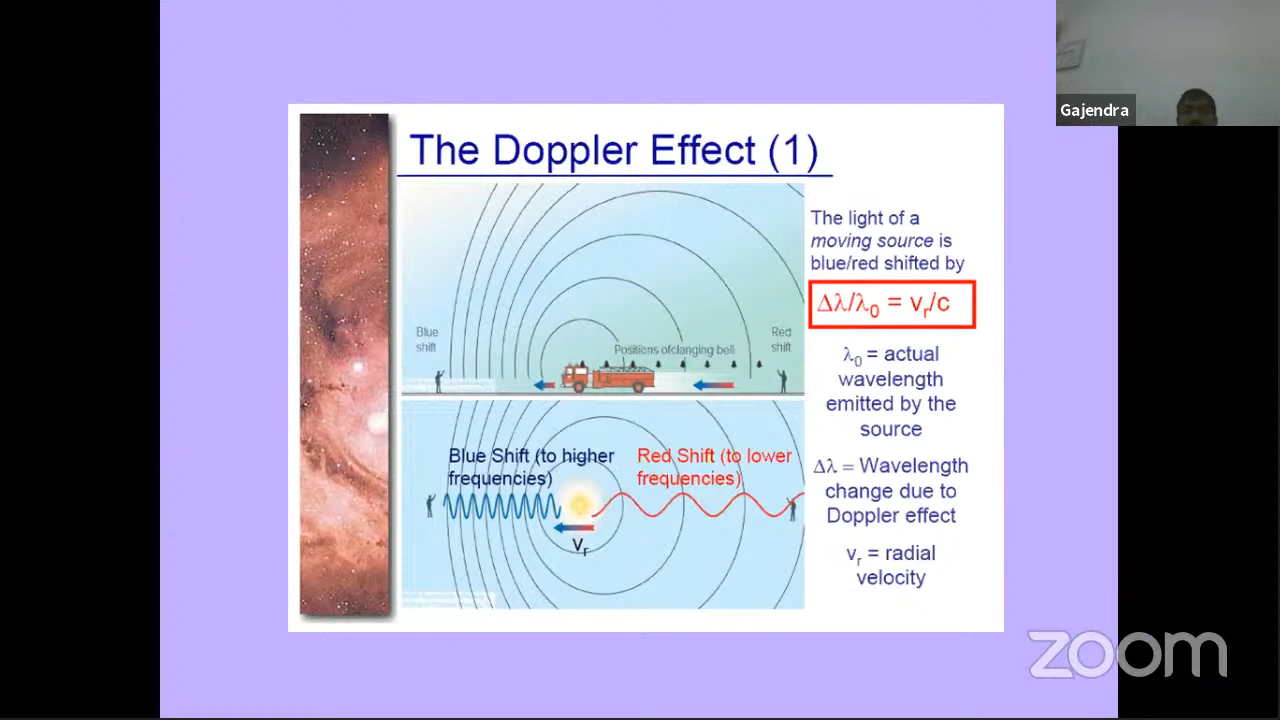 Gajendra
The Doppler Effect (1)
The light of a
moving source is
blue/red shifted by
Δλ/λ0 = vr/c
λ0 = actual
wavelength
emitted by the
source
Δλ = Wavelength
change due to
Doppler effect
vr = radial
velocity
Blue
shift
Positions of clanging bell
Red
shift
Blue Shift (to higher
frequencies)
Red Shift (to lower
frequencies)
vr
zoom